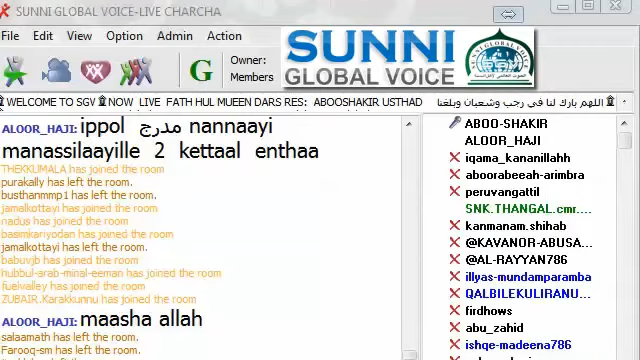 SUNNI GLOBAL VOICE-LIVE CHARCHA
File Edit View Option Admin Action
Owner:
Members
G
SUNNI
GLOBAL VOICE
WELCOME TO SGV NOW LIVE FATH HUL MUEEN DARS RES: ABOOSHAKIR USTHAD
اللهم بارك لنا في رجب وشعبان وبلغنا
ALOOR_HAJI: ippol مدرج nannaayi
manassilaayille 2 kettaal enthaa
THEKKUMALA has joined the room.
purakally has left the room.
busthanmmp1 has left the room.
jamalkottayi has joined the room
nadus has joined the room
basimkariyodan has joined the room
jamalkottayi has left the room.
babuvjb has joined the room
hubbul-arab-minal-eeman has joined the room
fuelvalley has joined the room
ZUBAIR.Karakkunnu has joined the room
ALOOR_HAJI: maasha allah
salaamath has left the room.
Farooq-sm has left the room.
ABOO-SHAKIR
ALOOR_HAJI
iqama_kananillahh
aboorabeeah-arimbra
peruvangattil
SNK.THANGAL.cmr....
kanmanam.shihab
@KAVANOR-ABUSA...
@AL-RAYYAN786
illyas-mundamparamba
QALBILEKULIRANU...
firdhows
abu_zahid
ishqe-madeena786